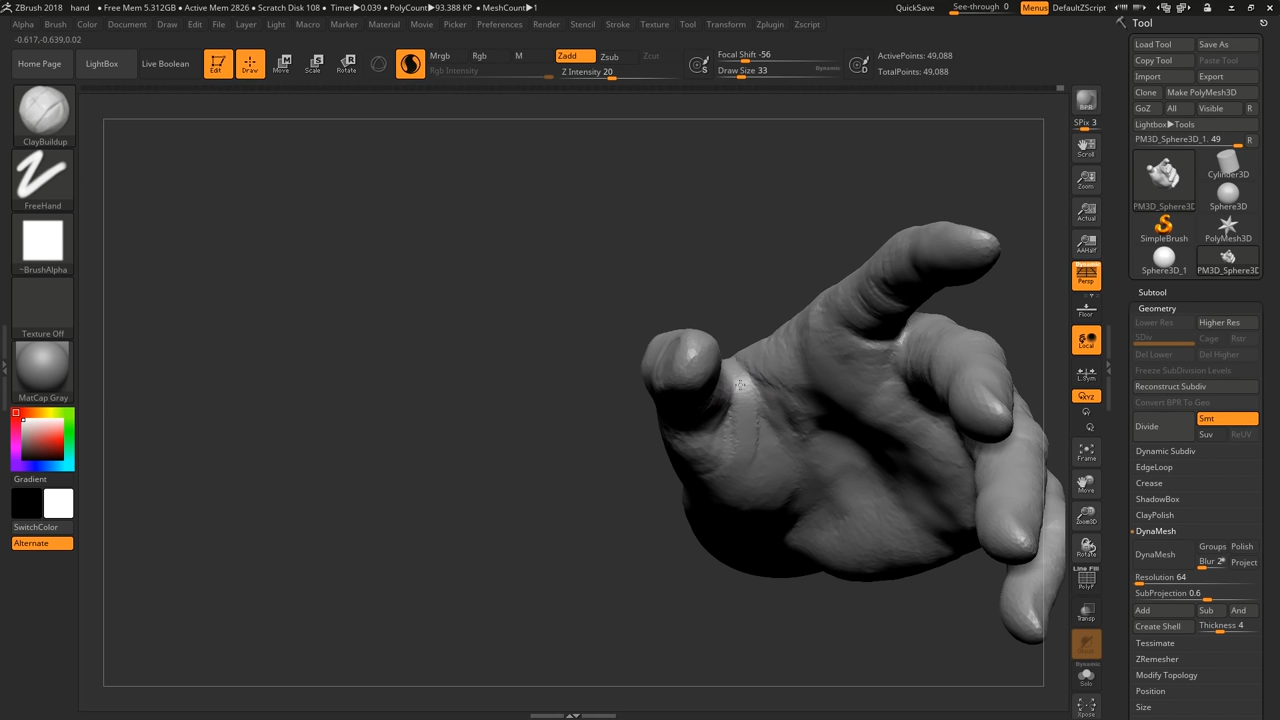 ZBrush 2018 hand • Free Mem 5.312GB • Active Mem 2826 • Scratch Disk 108 • Timer▶0.039 • PolyCount▶93.388 KP • MeshCount▶1
QuickSave See-through 0 Menus DefaultZScript
Alpha Brush Color Document Draw Edit File Layer Light Macro Marker Material Movie Picker Preferences Render Stencil Stroke Texture Tool Transform Zplugin Zscript
-0.617,-0.639,0.02
Home Page
LightBox
Live Boolean
Edit
Draw
Move
Scale
Rotate
Mrgb Rgb M
Rgb Intensity
Zadd Zsub Zcut
Z Intensity 20
Focal Shift -56
Draw Size 33 Dynamic
ActivePoints: 49,088
TotalPoints: 49,088
ClayBuildup
FreeHand
~BrushAlpha
Texture Off
MatCap Gray
Gradient
SwitchColor
Alternate
BPR
SPix 3
Scroll
Zoom
Actual
AAHalf
Dynamic
Persp
Floor
Local
L.Sym
XYZ
Frame
Move
Zoom3D
Rotate
Line Fill
PolyF
Transp
Dynamic
Solo
Xpose
Tool
Load Tool Save As
Copy Tool Paste Tool
Import Export
Clone Make PolyMesh3D
GoZ All Visible R
Lightbox▶Tools
PM3D_Sphere3D_1. 49 R
PM3D_Sphere3D
Cylinder3D
Sphere3D
SimpleBrush PolyMesh3D
Sphere3D_1 PM3D_Sphere3D
Subtool
Geometry
Lower Res Higher Res
SDiv Cage Rstr
Del Lower Del Higher
Freeze SubDivision Levels
Reconstruct Subdiv
Convert BPR To Geo
Divide Smt
Suv ReUV
Dynamic Subdiv
EdgeLoop
Crease
ShadowBox
ClayPolish
DynaMesh
DynaMesh Groups Polish
Blur 2 Project
Resolution 64
SubProjection 0.6
Add Sub And
Create Shell Thickness 4
Tessimate
ZRemesher
Modify Topology
Position
Size